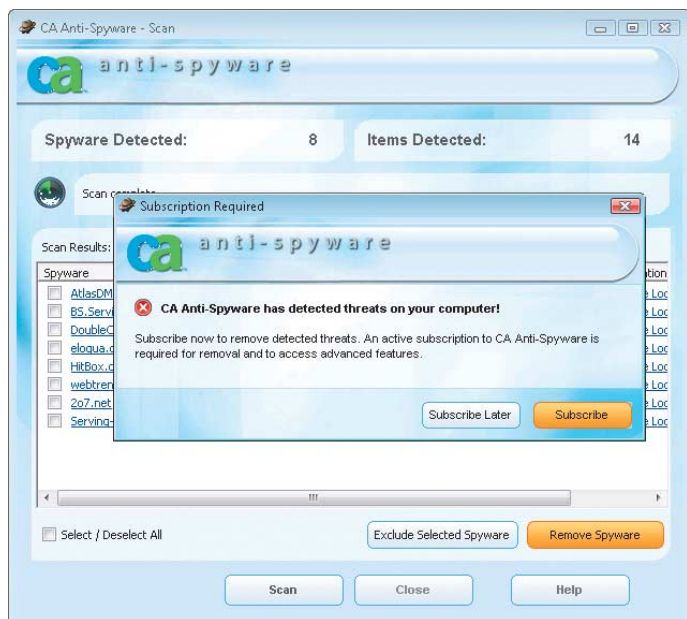 CA Anti-Spyware - Scan
ca anti-spyware
Spyware Detected: 8
Items Detected: 14
Scan complete
Subscription Required
ca anti-spyware
CA Anti-Spyware has detected threats on your computer!
Subscribe now to remove detected threats. An active subscription to CA Anti-Spyware is
required for removal and to access advanced features.
Subscribe Later
Subscribe
Scan Results:
Spyware
AtlasDM
BS.Servi
DoubleC
eloqua.c
HitBox.c
webtren
2o7.net
Serving-
Select / Deselect All
Exclude Selected Spyware
Remove Spyware
Scan
Close
Help